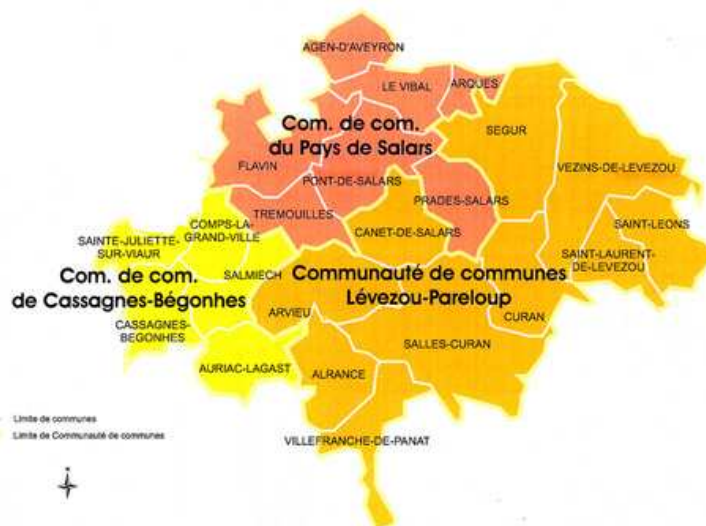 AGEN-D'AVEYRON
LE VIBAL
ARQUES
Com. de com.
du Pays de Salars
SEGUR
FLAVIN
VEZINS-DE-LEVEZOU
PONT-DE-SALARS
PRADES-SALARS
TREMOUILLES
COMPS-LA-
GRAND-VILLE
CANET-DE-SALARS
SAINT-LEONS
SAINTE-JULIETTE-
SUR-VIAUR
SAINT-LAURENT-
DE-LEVEZOU
SALMIECH
Com. de com.
de Cassagnes-Bégonhes
Communauté de communes
Lévezou-Pareloup
ARVIEU
CURAN
CASSAGNES-
BEGONHES
SALLES-CURAN
AURIAC-LAGAST
ALRANCE
Limite de communes
Limite de Communauté de communes
VILLEFRANCHE-DE-PANAT